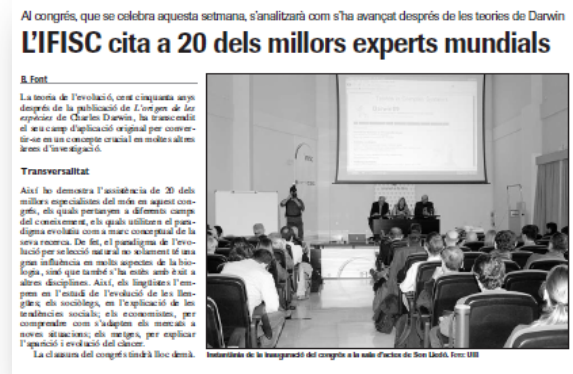 Al congrés, que se celebra aquesta setmana, s'analitzarà com s'ha avançat després de les teories de Darwin
L'IFISC cita a 20 dels millors experts mundials
B. Font
La teoria de l'evolució, cent cinquanta anys
després de la publicació de L'origen de les
espècies de Charles Darwin, ha transcendit
el seu camp d'aplicació original per conver-
tir-se en un concepte crucial en moltes altres
àrees d'investigació.
Transversalitat
Així ho demostra l'assistència de 20 dels
millors especialistes del món en aquest con-
grés, els quals pertanyen a diferents camps
del coneixement, els quals utilitzen el para-
digma evolutiu com a marc conceptual de la
seva recerca. De fet, el paradigma de l'evo-
lució per selecció natural no solament té una
gran influència en molts aspectes de la bio-
logia, sinó que també s'ha estès amb èxit a
altres disciplines. Així, els lingüistes l'em-
pren en l'estudi de l'evolució de les llen-
gües; els sociòlegs, en l'explicació de les
tendències socials; els economistes, per
comprendre com s'adapten els mercats a
noves situacions; els metges, per explicar
l'aparició i evolució del càncer.
La clausura del congrés tindrà lloc demà.
Instantània de la inauguració del congrés a la sala d'actes de Son Lledó. Foto: UIB